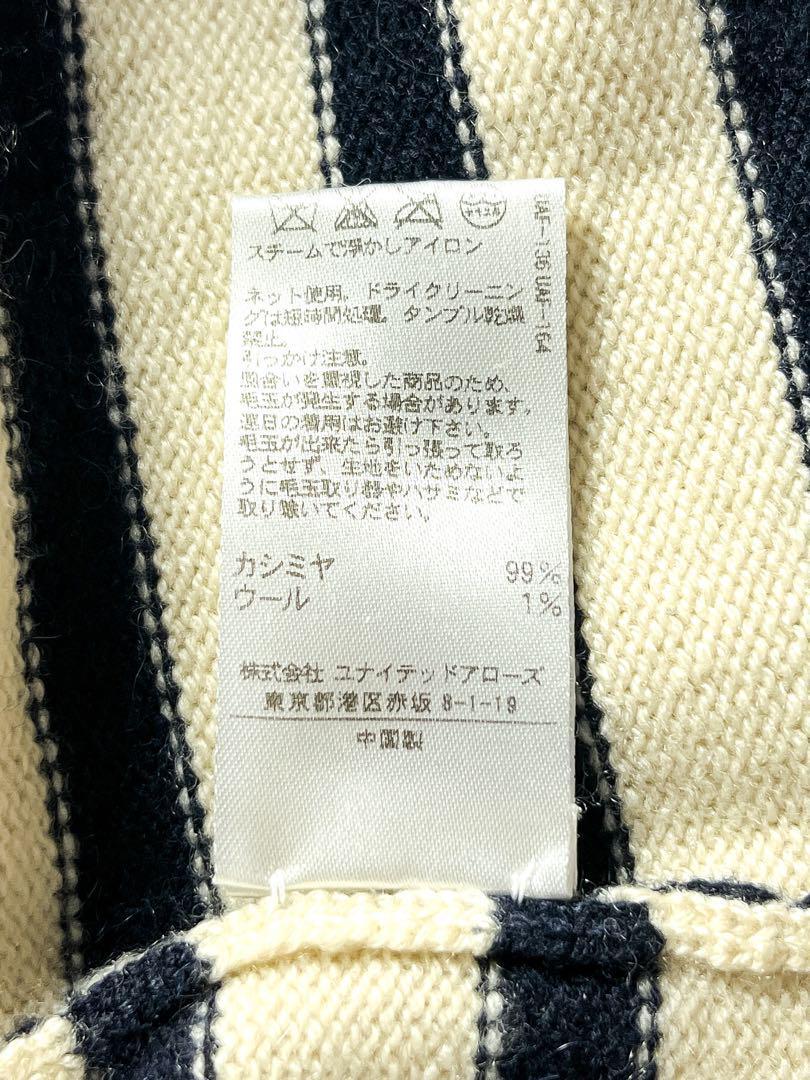 スチームで浮かしアイロン
ネット使用。ドライクリーニン
グは短時間処理。タンブル乾燥
禁止。
引っかけ注意。
風合いを重視した商品のため、
毛玉が発生する場合があります。
連日の着用はお避け下さい。
毛玉が出来たら引っ張って取ろ
うとせず、生地をいためないよ
うに毛玉取り器やハサミなどで
取り除いてください。
カシミヤ 99%
ウール 1%
株式会社 ユナイテッドアローズ
東京都港区赤坂 8-1-19
中国製
UAF-136 UAF-164